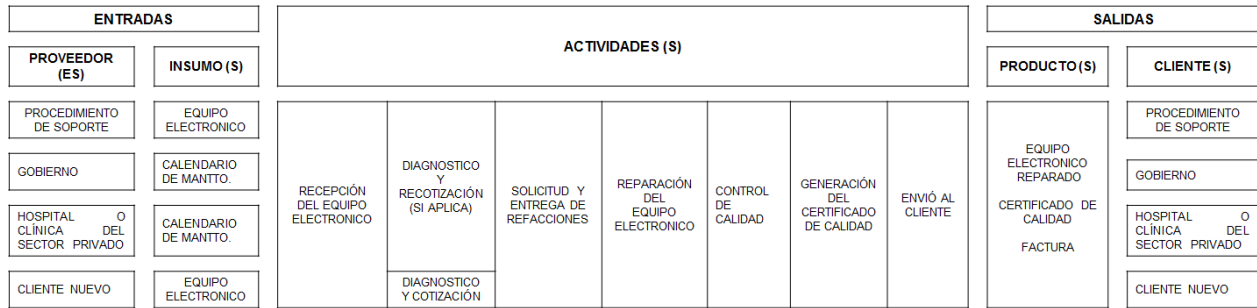 ENTRADAS
SALIDAS
ACTIVIDADES (S)
PROVEEDOR
(ES)
INSUMO (S)
PRODUCTO (S)
CLIENTE (S)
PROCEDIMIENTO
DE SOPORTE
EQUIPO
ELECTRONICO
GOBIERNO
CALENDARIO
DE MANTTO.
HOSPITAL O
CLÍNICA DEL
SECTOR PRIVADO
CALENDARIO
DE MANTTO.
CLIENTE NUEVO
EQUIPO
ELECTRONICO
RECEPCIÓN
DEL EQUIPO
ELECTRONICO
DIAGNOSTICO
Y
RECOTIZACIÓN
(SI APLICA)
DIAGNOSTICO
Y COTIZACIÓN
SOLICITUD Y
ENTREGA DE
REFACCIONES
REPARACIÓN
DEL
EQUIPO
ELECTRONICO
CONTROL
DE
CALIDAD
GENERACIÓN
DEL
CERTIFICADO
DE CALIDAD
ENVIÓ AL
CLIENTE
EQUIPO
ELECTRONICO
REPARADO
CERTIFICADO DE
CALIDAD
FACTURA
PROCEDIMIENTO
DE SOPORTE
GOBIERNO
HOSPITAL O
CLÍNICA DEL
SECTOR PRIVADO
CLIENTE NUEVO